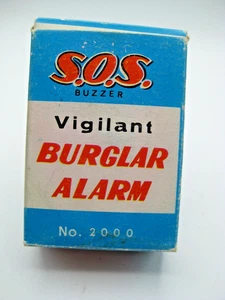 S.O.S.
BUZZER
Vigilant
BURGLAR
ALARM
No. 2000